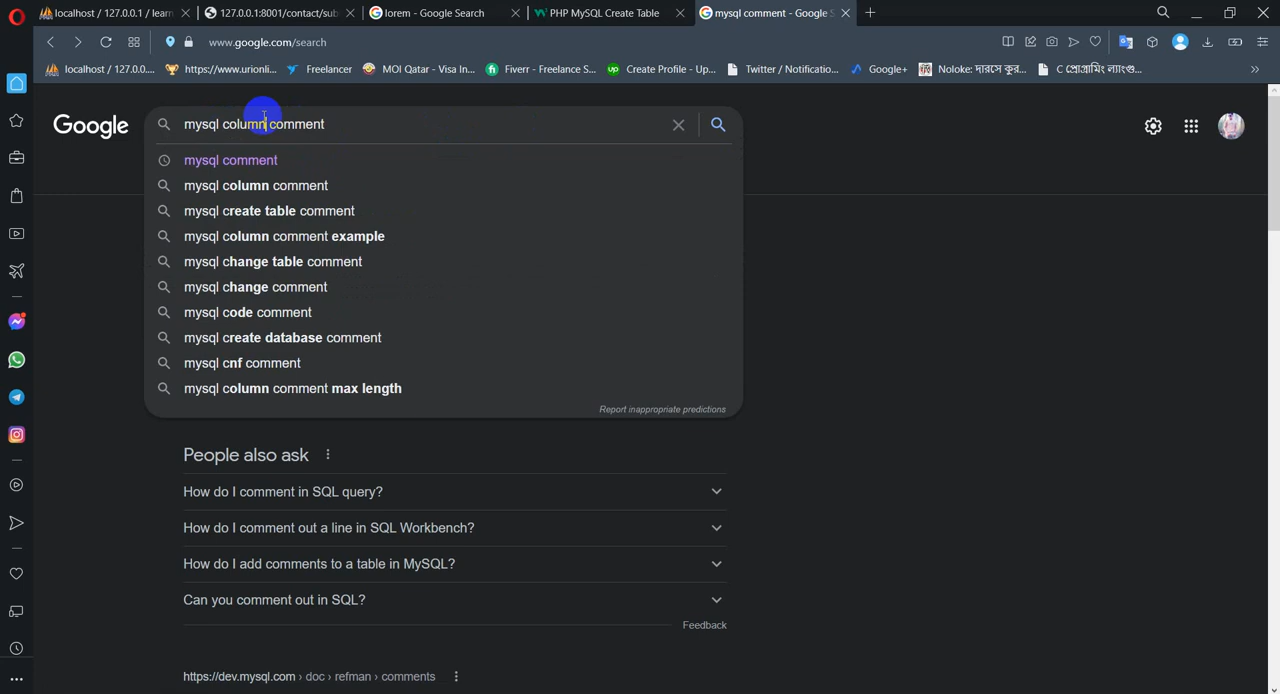 localhost / 127.0.0.1 / learn
127.0.0.1:8001/contact/sub
lorem - Google Search
PHP MySQL Create Table
mysql comment - Google S
www.google.com/search
localhost / 127.0.0....
https://www.urionli...
Freelancer
MOI Qatar - Visa In...
Fiverr - Freelance S...
Create Profile - Up...
Twitter / Notificatio...
Google+
Noloke: দারসে কুর...
C প্রোগ্রামিং ল্যাংগু...
Google
mysql column comment
mysql comment
mysql column comment
mysql create table comment
mysql column comment example
mysql change table comment
mysql change comment
mysql code comment
mysql create database comment
mysql cnf comment
mysql column comment max length
Report inappropriate predictions
People also ask
How do I comment in SQL query?
How do I comment out a line in SQL Workbench?
How do I add comments to a table in MySQL?
Can you comment out in SQL?
Feedback
https://dev.mysql.com › doc › refman › comments